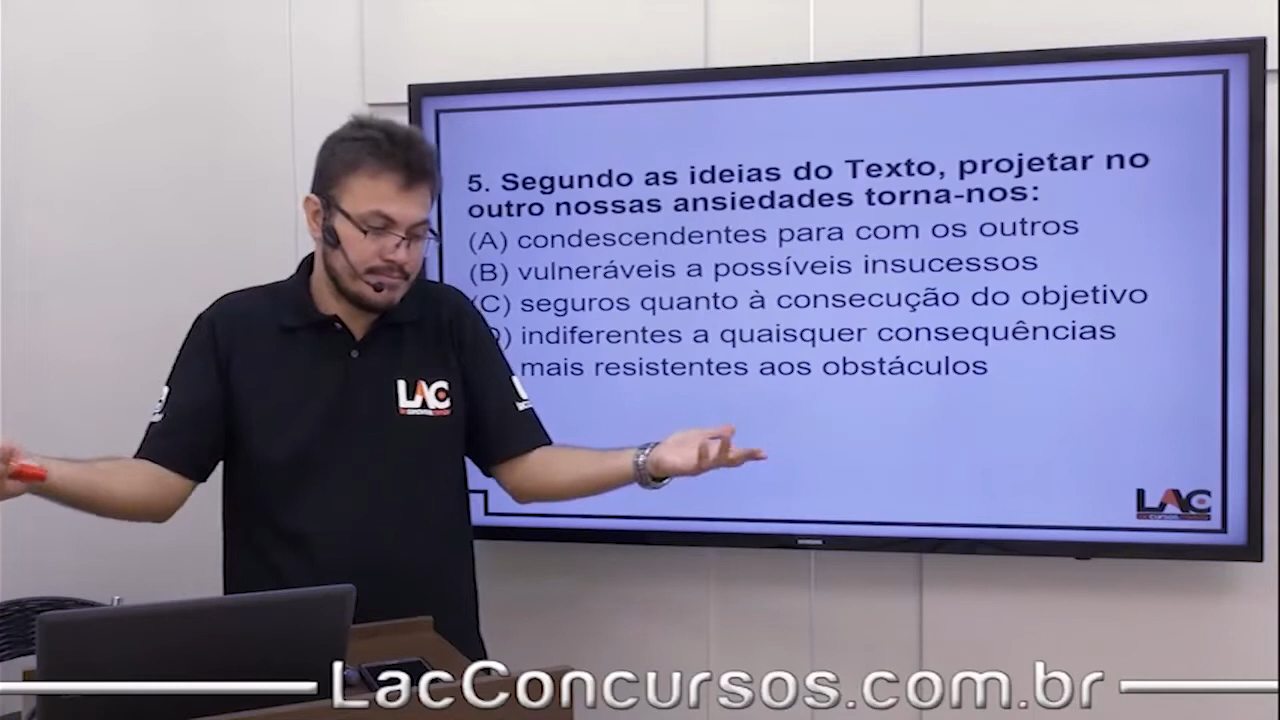 5. Segundo as ideias do Texto, projetar no
outro nossas ansiedades torna-nos:
(A) condescendentes para com os outros
(B) vulneráveis a possíveis insucessos
(C) seguros quanto à consecução do objetivo
) indiferentes a quaisquer consequências
mais resistentes aos obstáculos
LAC
LAC
LacConcursos.com.br